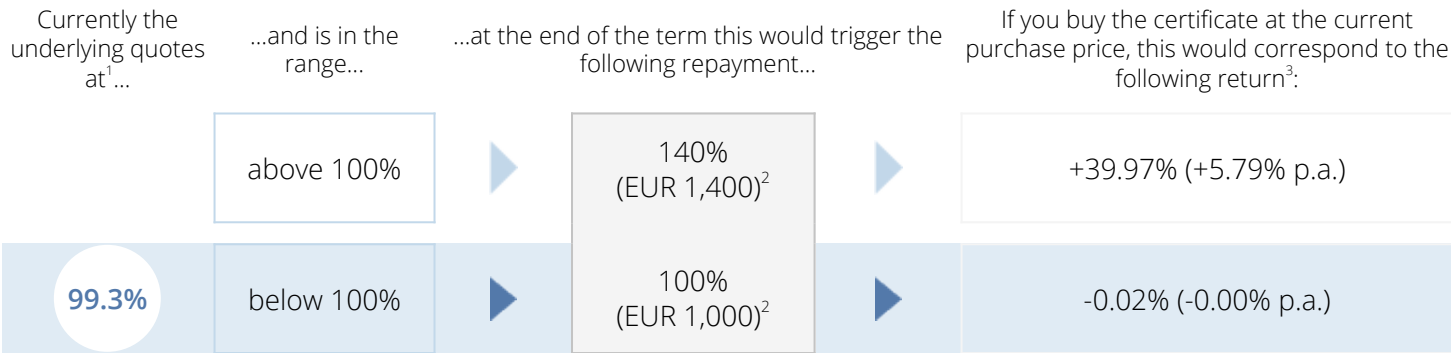 Currently the
underlying quotes
at¹...
...and is in the
range...
...at the end of the term this would trigger the
following repayment...
If you buy the certificate at the current
purchase price, this would correspond to the
following return³:
above 100%
140%
(EUR 1,400)²
+39.97% (+5.79% p.a.)
99.3%
below 100%
100%
(EUR 1,000)²
-0.02% (-0.00% p.a.)